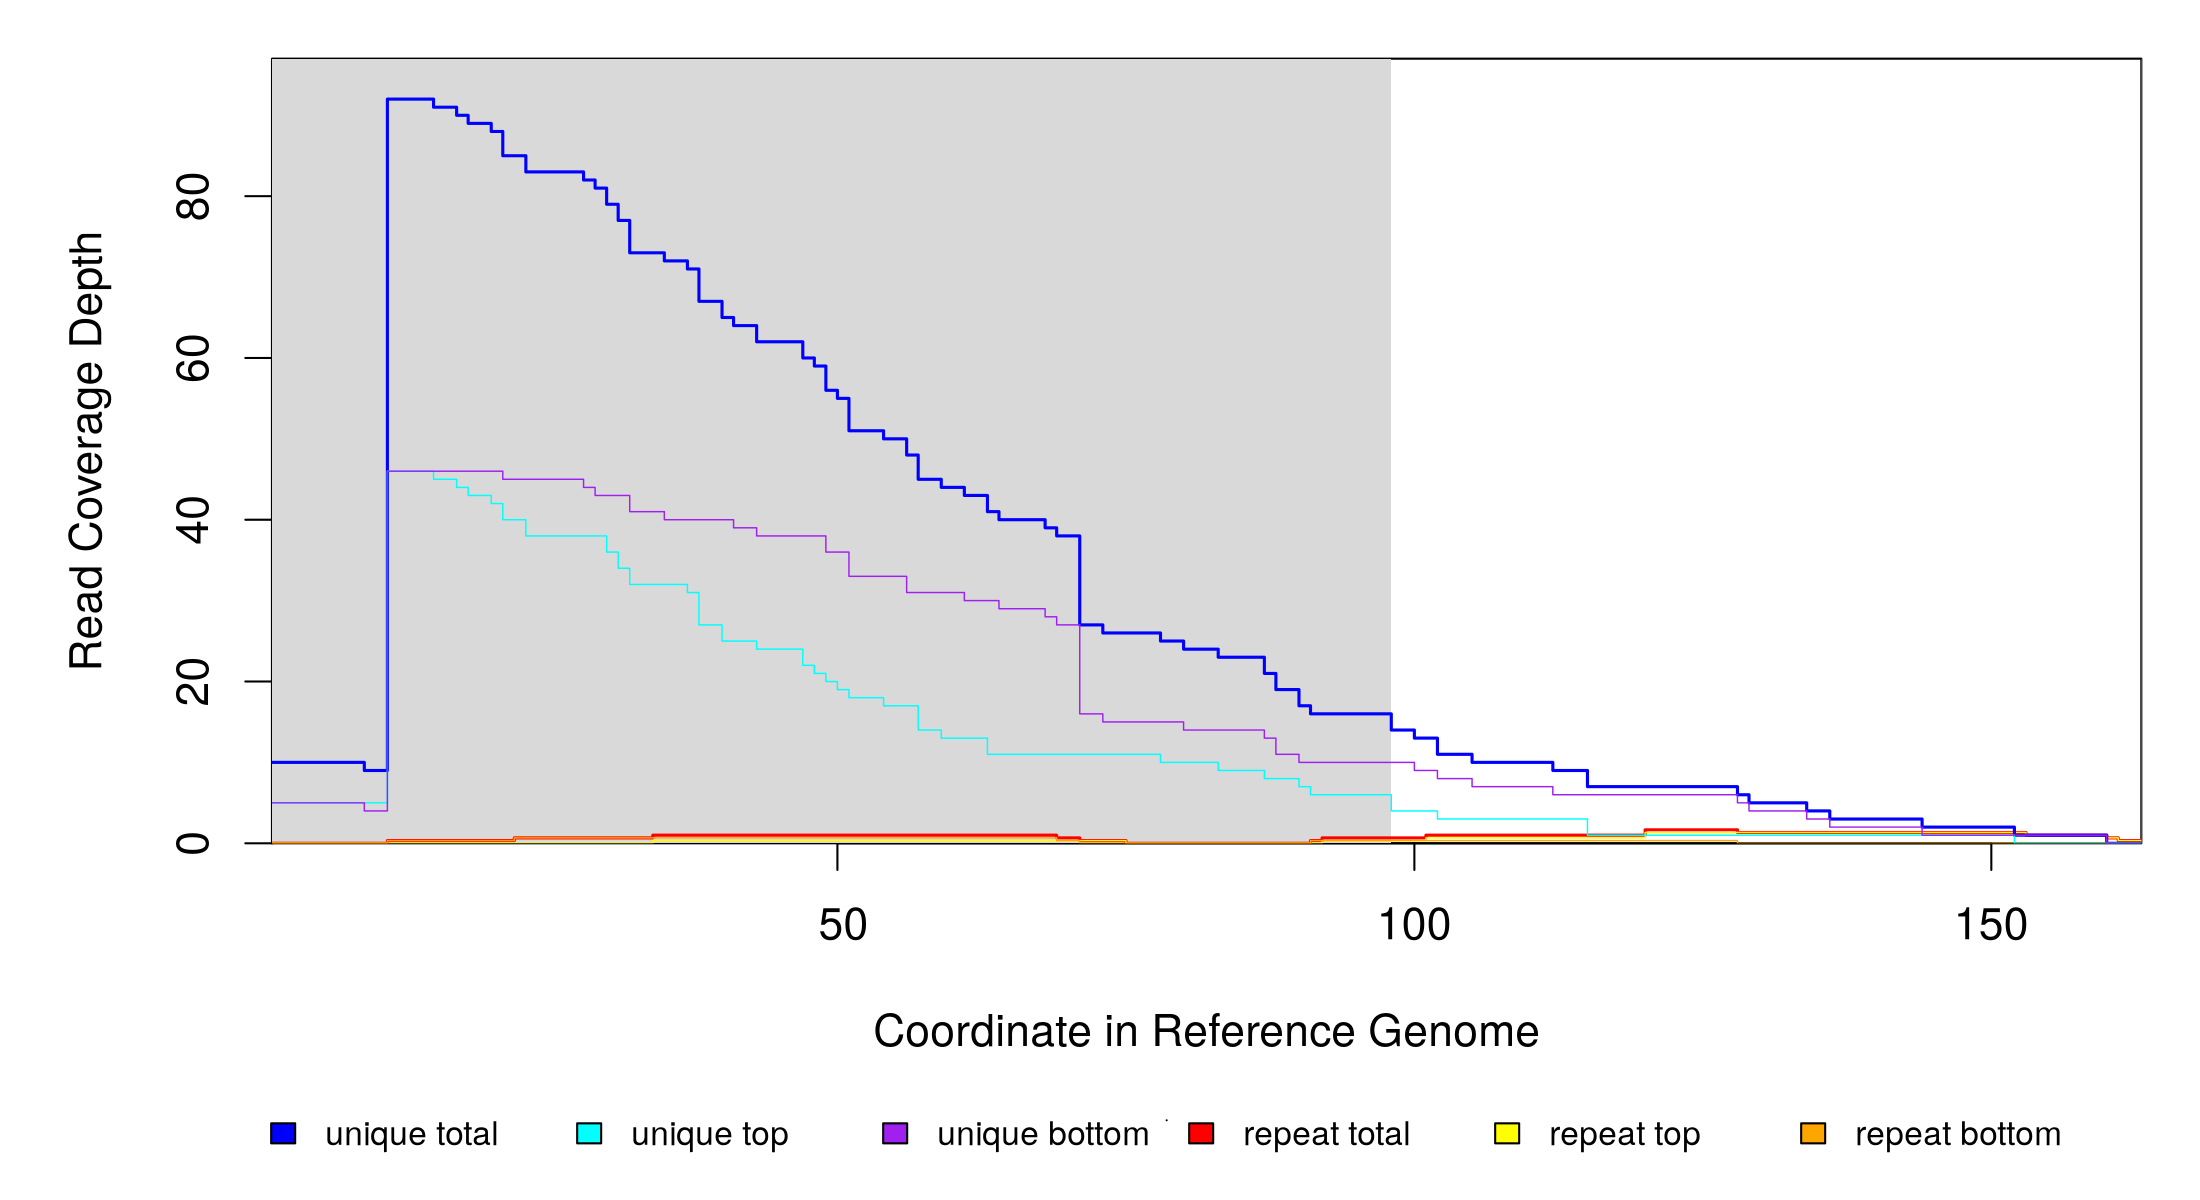 Read Coverage Depth
80
60
40
20
0
50 100 150
Coordinate in Reference Genome
unique total unique top unique bottom repeat total repeat top repeat bottom